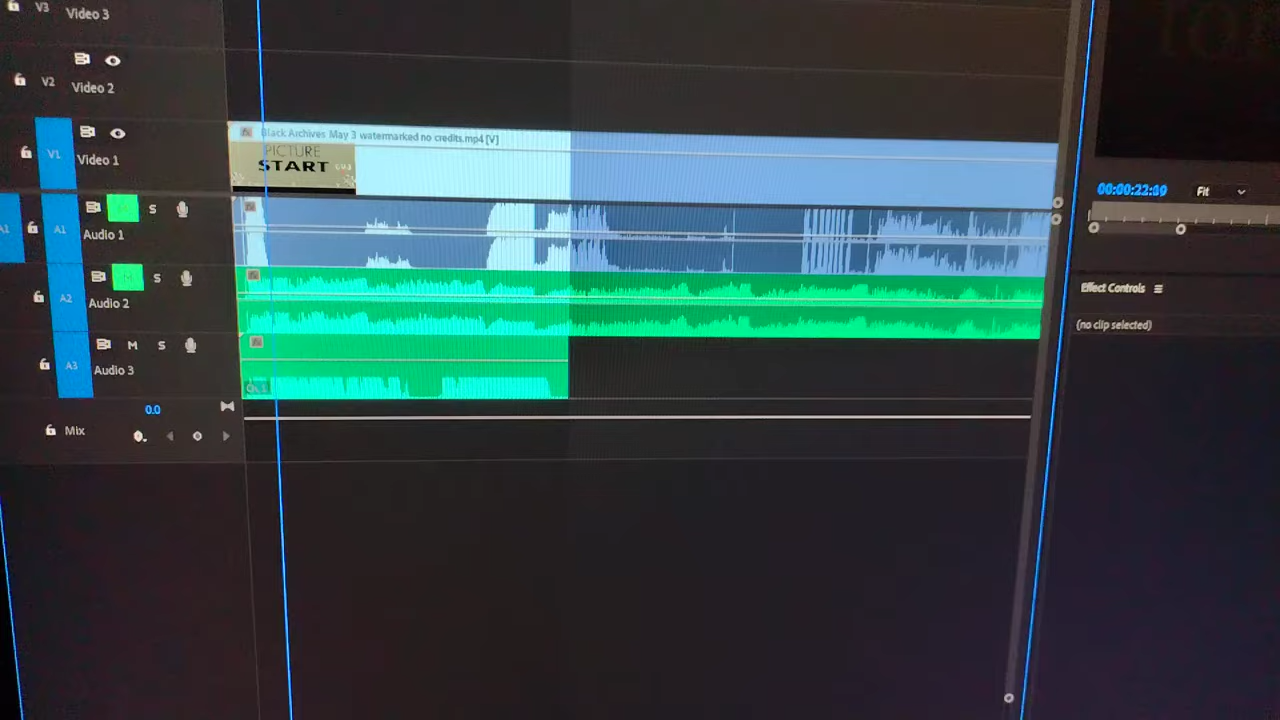 V3 Video 3
V2 Video 2
Black Archives May 3 watermarked no credits.mp4 [V]
PICTURE
START
V1 Video 1
00:00:22:09 Fit
A1 A1 M S
Audio 1
M S
A2 Audio 2
Effect Controls
(no clip selected)
M S
A3 Audio 3
0.0
Mix